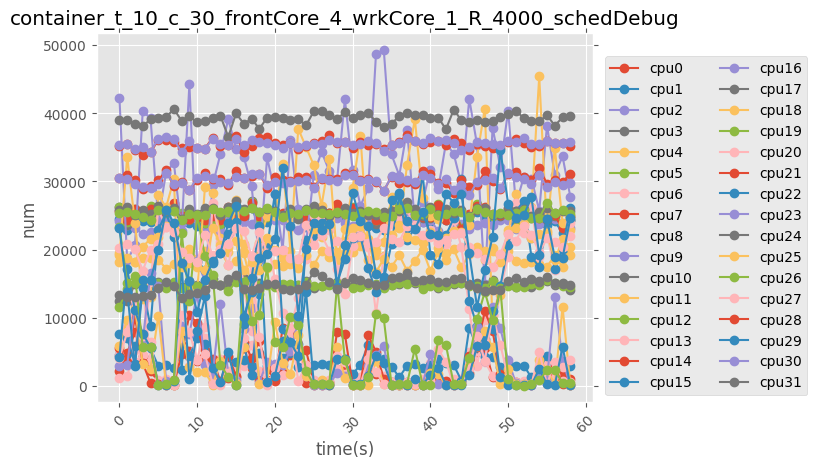 container_t_10_c_30_frontCore_4_wrkCore_1_R_4000_schedDebug
50000
40000
30000
20000
10000
0
num
0
10
20
30
40
50
60
time(s)
cpu0
cpu1
cpu2
cpu3
cpu4
cpu5
cpu6
cpu7
cpu8
cpu9
cpu10
cpu11
cpu12
cpu13
cpu14
cpu15
cpu16
cpu17
cpu18
cpu19
cpu20
cpu21
cpu22
cpu23
cpu24
cpu25
cpu26
cpu27
cpu28
cpu29
cpu30
cpu31